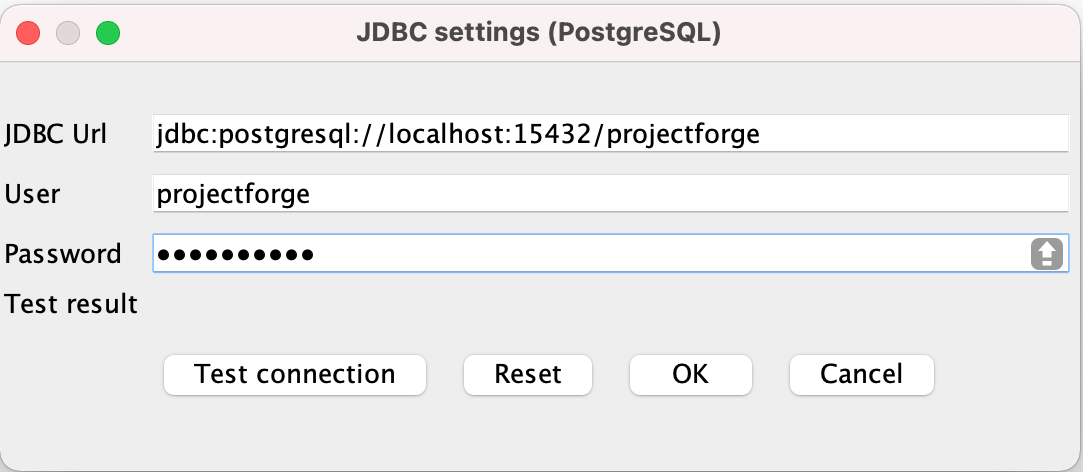 JDBC settings (PostgreSQL)
JDBC Url jdbc:postgresql://localhost:15432/projectforge
User projectforge
Password ●●●●●●●●●●
Test result
Test connection Reset OK Cancel